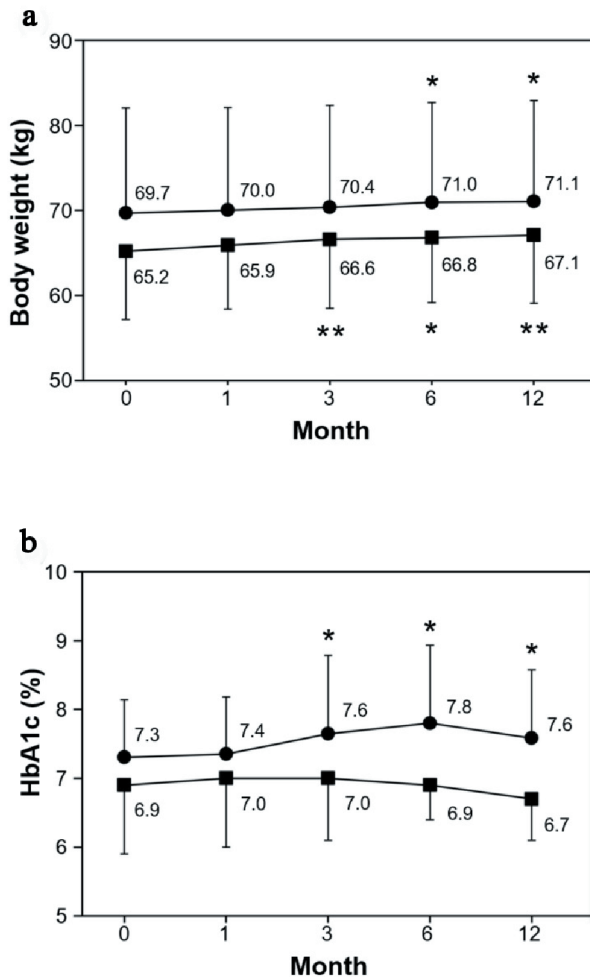 a
Body weight (kg)
90
80
70
60
50
* *
69.7 70.0 70.4 71.0 71.1
65.2 65.9 66.6 66.8 67.1
** * **
0 1 3 6 12
Month
b
HbA1c (%)
10
9
8
7
6
5
* * *
7.3 7.4 7.6 7.8 7.6
6.9 7.0 7.0 6.9 6.7
0 1 3 6 12
Month